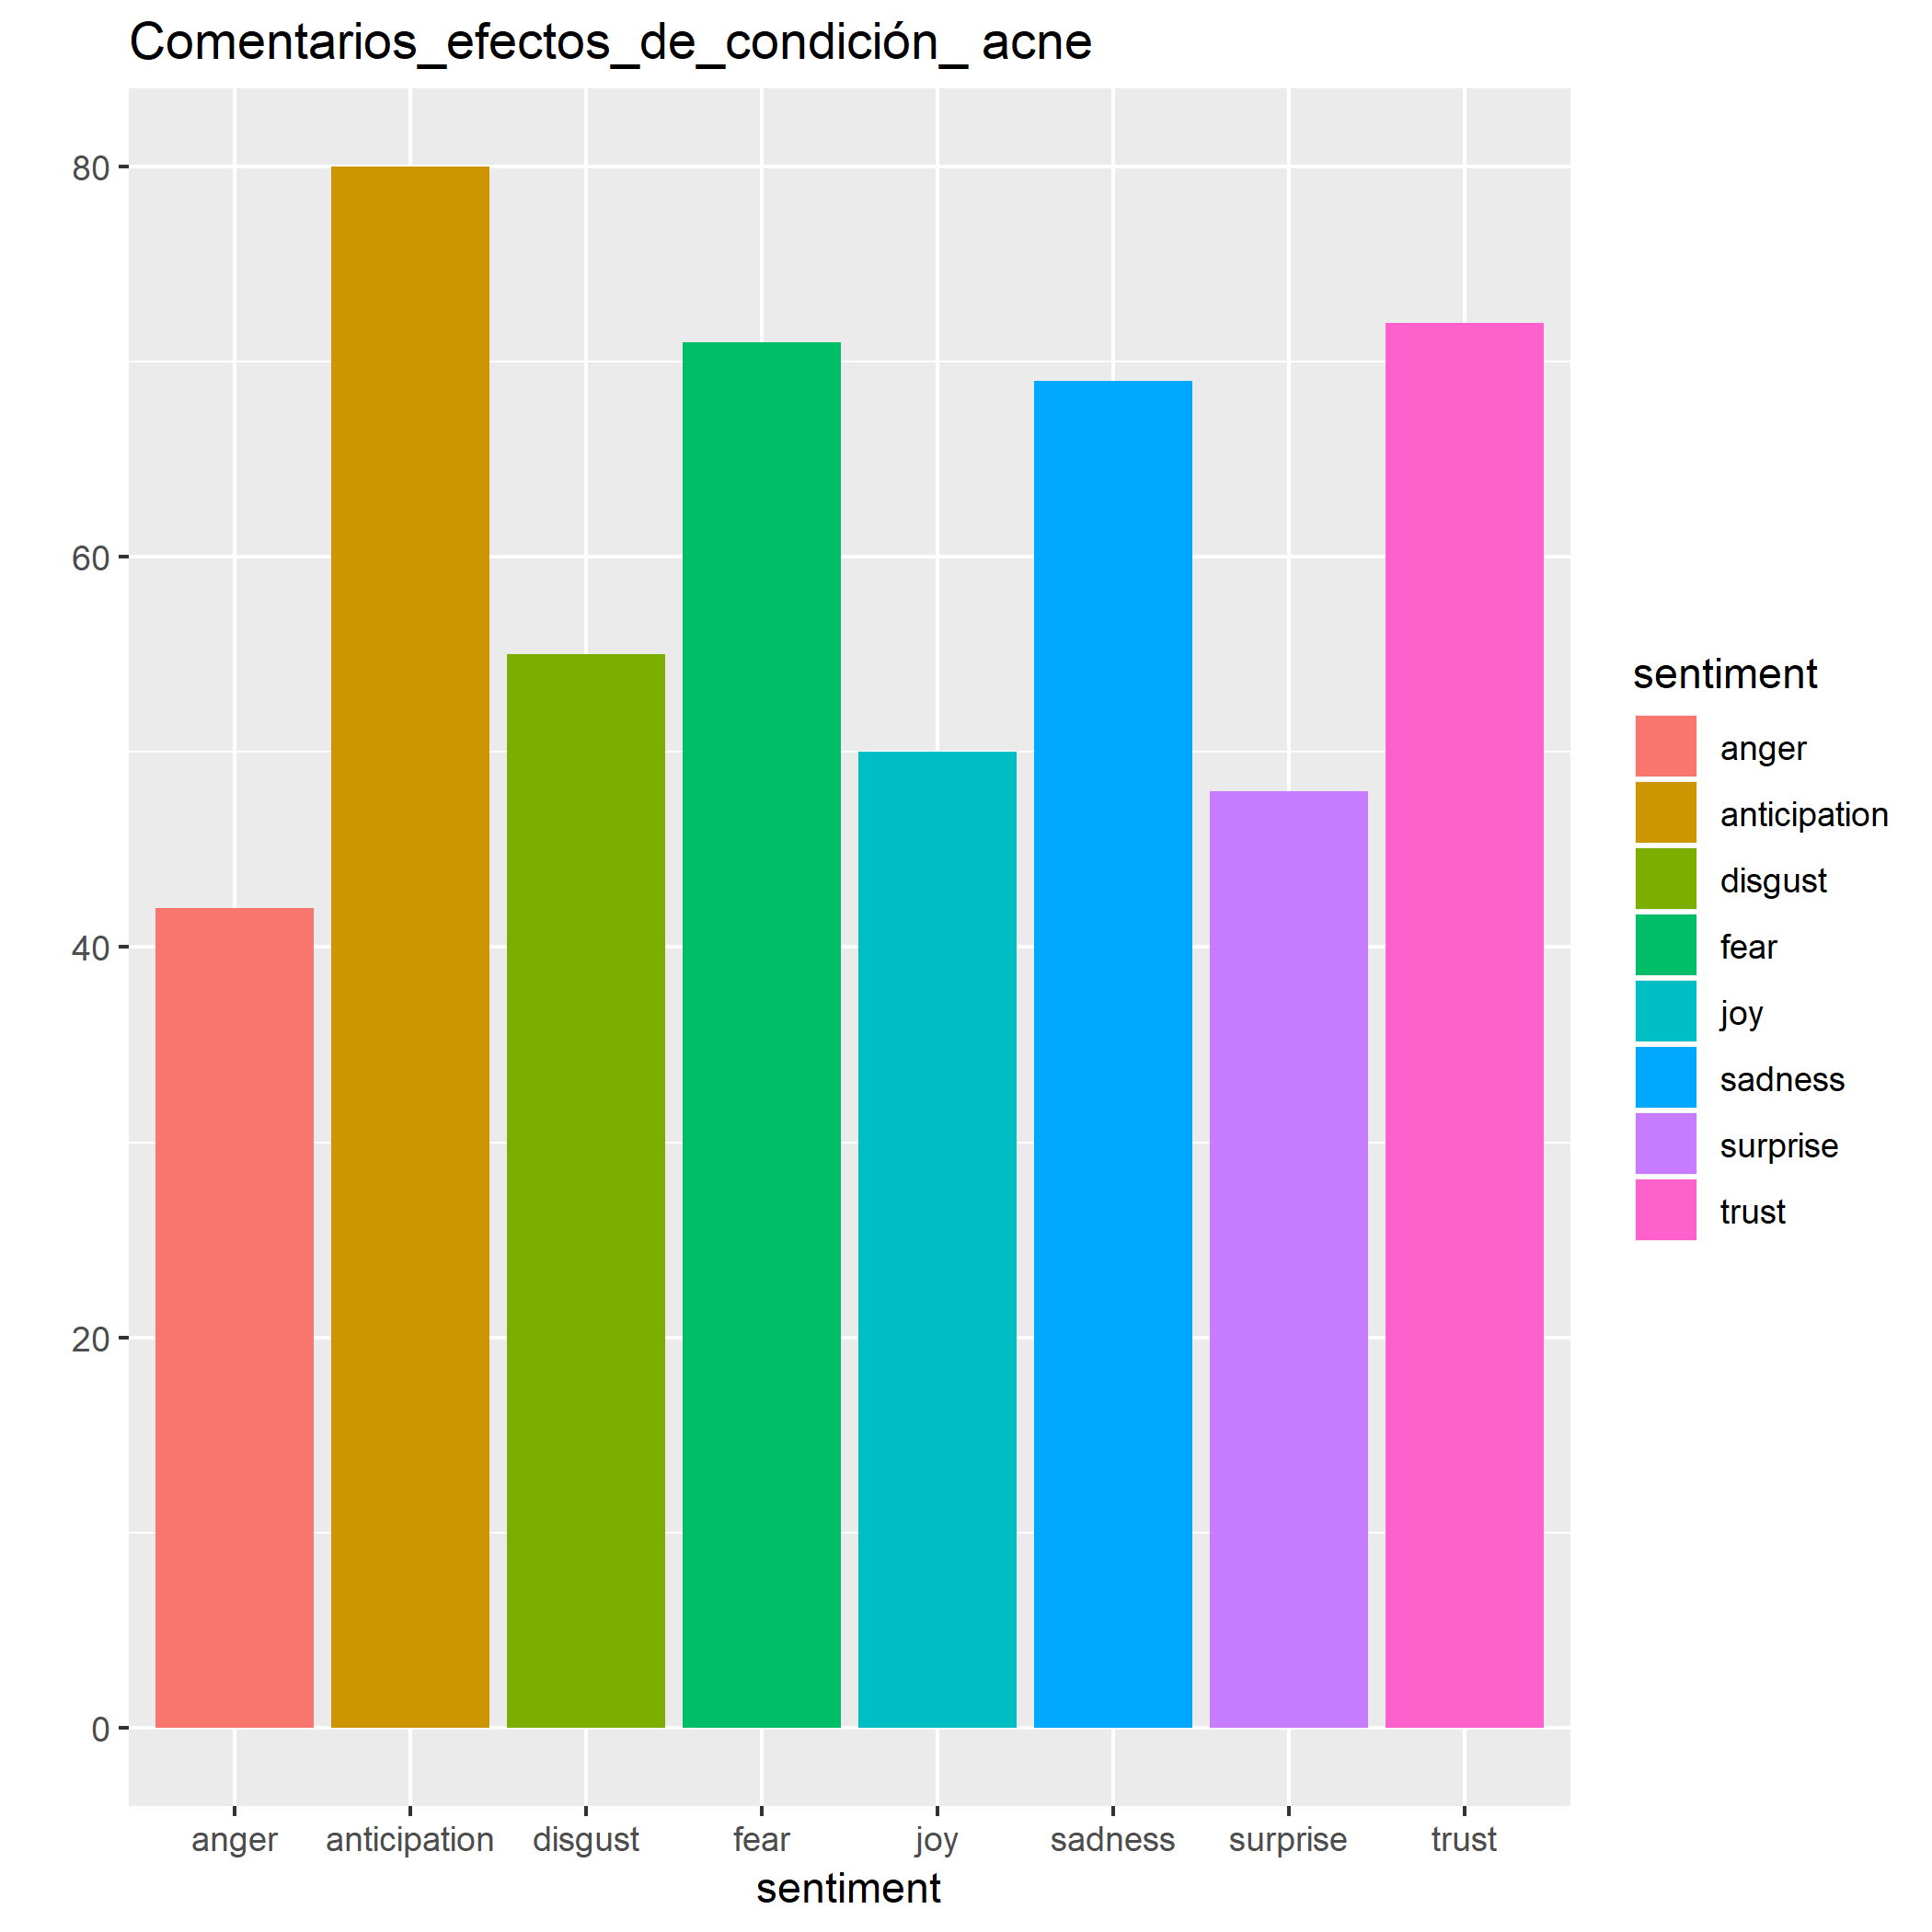 Comentarios_efectos_de_condición_ acne
80
60
40
20
0
anger anticipation disgust fear joy sadness surprise trust
sentiment
sentiment
anger
anticipation
disgust
fear
joy
sadness
surprise
trust